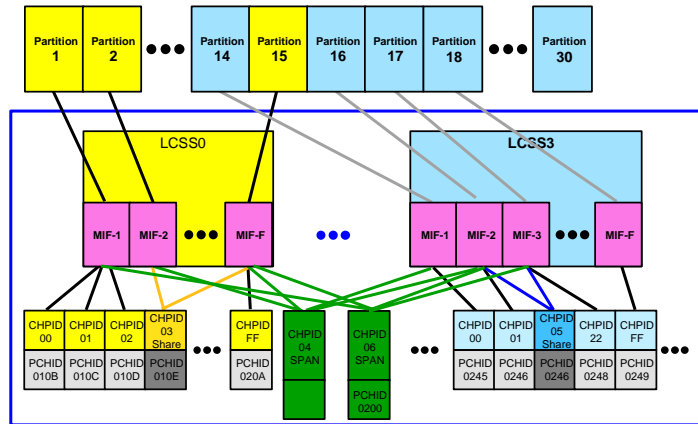 Partition
1
Partition
2
Partition
14
Partition
15
Partition
16
Partition
17
Partition
18
Partition
30
LCSS0
LCSS3
MIF-1
MIF-2
MIF-F
MIF-1
MIF-2
MIF-3
MIF-F
CHPID
00
CHPID
01
CHPID
02
CHPID
03
Share
CHPID
FF
CHPID
04
SPAN
CHPID
06
SPAN
CHPID
00
CHPID
01
CHPID
05
Share
CHPID
22
CHPID
FF
PCHID
010B
PCHID
010C
PCHID
010D
PCHID
010E
PCHID
020A
PCHID
0200
PCHID
0245
PCHID
0246
PCHID
0246
PCHID
0248
PCHID
0249